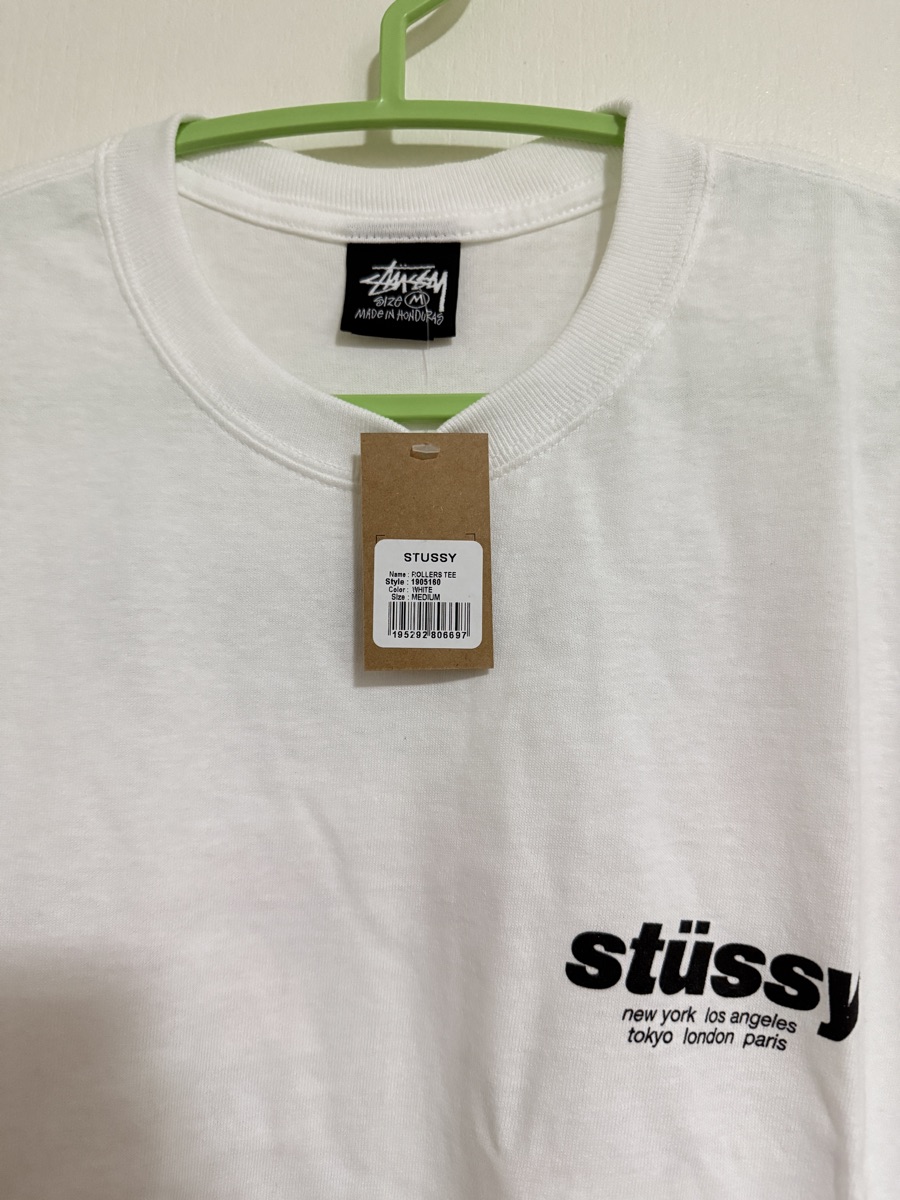 stüssy
SIZE M
MADE IN HONDURAS
STUSSY
Name : ROLLERS TEE
Style : 1905160
Color : WHITE
Size : MEDIUM
195292 806697
stüssy
new york los angeles
tokyo london paris